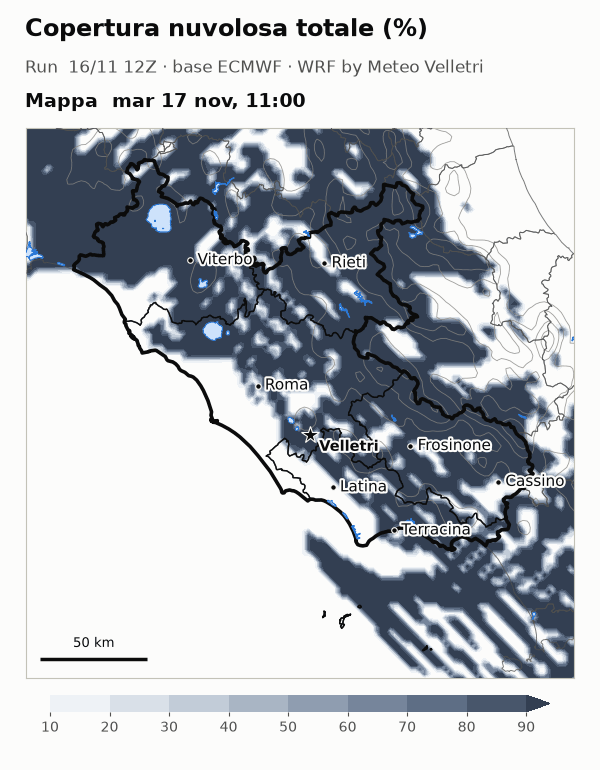 Copertura nuvolosa totale (%)
Run  16/11 12Z · base ECMWF · WRF by Meteo Velletri
Mappa  mar 17 nov, 11:00
Viterbo
Rieti
Roma
Velletri
Frosinone
Cassino
Latina
Terracina
50 km
10 20 30 40 50 60 70 80 90